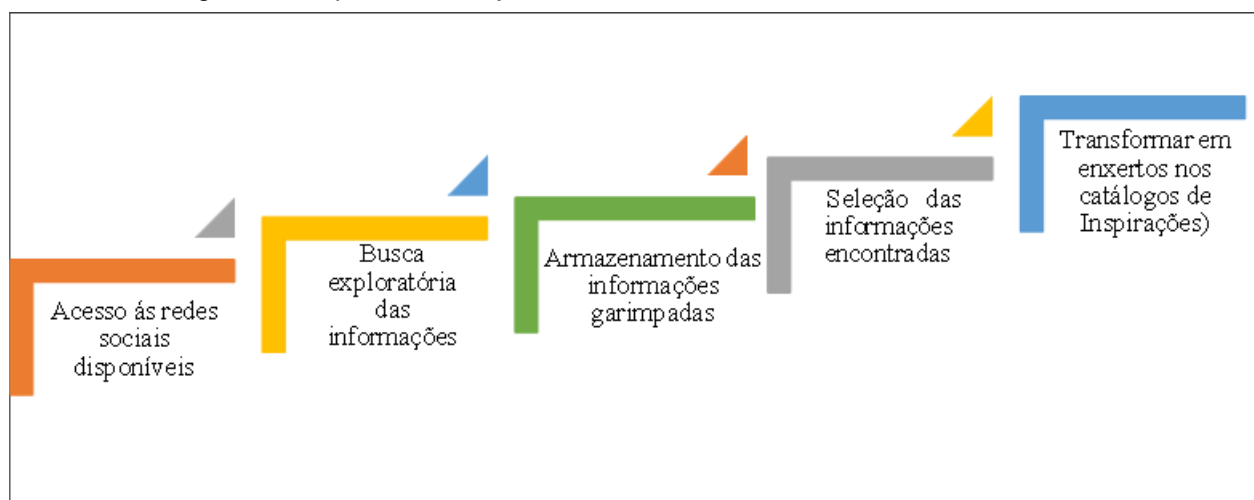 Acesso ás redes
sociais
disponíveis
Busca
exploratória
das
informações
Armazenamento das
informações
garimpadas
Seleção das
informações
encontradas
Transformar em
enxertos nos
catálogos de
Inspirações)